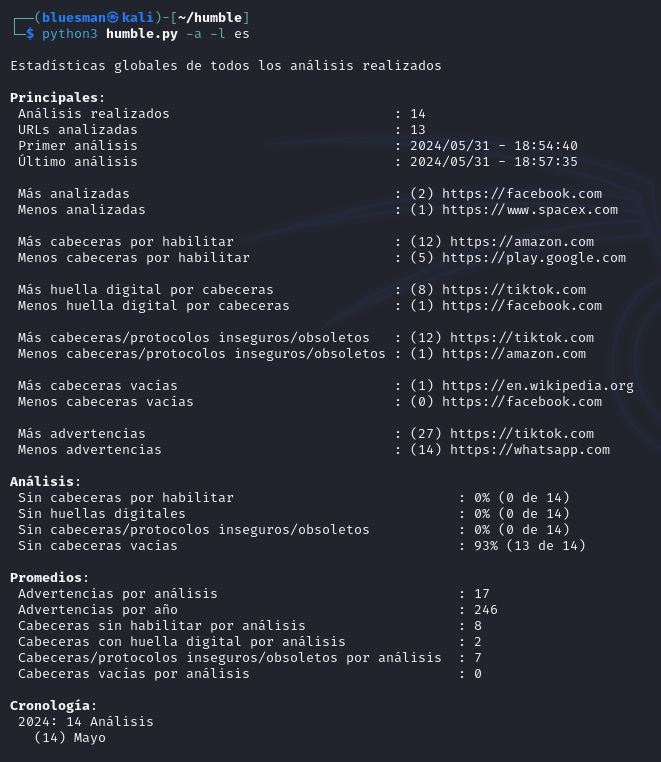 ┌──(bluesman㉿kali)-[~/humble]
└─$ python3 humble.py -a -l es
Estadísticas globales de todos los análisis realizados
Principales:
Análisis realizados : 14
URLs analizadas : 13
Primer análisis : 2024/05/31 - 18:54:40
Último análisis : 2024/05/31 - 18:57:35
Más analizadas : (2) https://facebook.com
Menos analizadas : (1) https://www.spacex.com
Más cabeceras por habilitar : (12) https://amazon.com
Menos cabeceras por habilitar : (5) https://play.google.com
Más huella digital por cabeceras : (8) https://tiktok.com
Menos huella digital por cabeceras : (1) https://facebook.com
Más cabeceras/protocolos inseguros/obsoletos : (12) https://tiktok.com
Menos cabeceras/protocolos inseguros/obsoletos : (1) https://amazon.com
Más cabeceras vacías : (1) https://en.wikipedia.org
Menos cabeceras vacías : (0) https://facebook.com
Más advertencias : (27) https://tiktok.com
Menos advertencias : (14) https://whatsapp.com
Análisis:
Sin cabeceras por habilitar : 0% (0 de 14)
Sin huellas digitales : 0% (0 de 14)
Sin cabeceras/protocolos inseguros/obsoletos : 0% (0 de 14)
Sin cabeceras vacías : 93% (13 de 14)
Promedios:
Advertencias por análisis : 17
Advertencias por año : 246
Cabeceras sin habilitar por análisis : 8
Cabeceras con huella digital por análisis : 2
Cabeceras/protocolos inseguros/obsoletos por análisis : 7
Cabeceras vacías por análisis : 0
Cronología:
2024: 14 Análisis
(14) Mayo